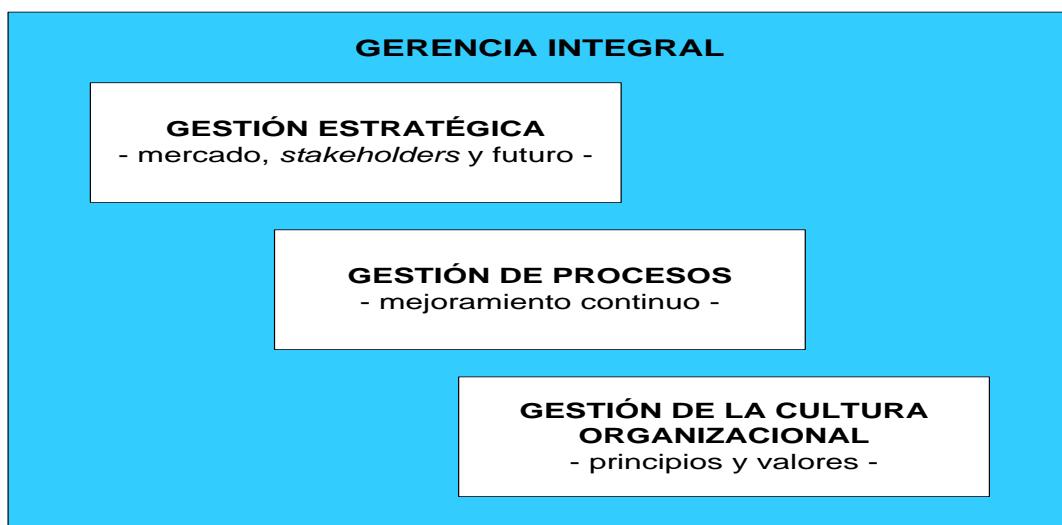 GERENCIA INTEGRAL
GESTIÓN ESTRATÉGICA
- mercado, stakeholders y futuro -
GESTIÓN DE PROCESOS
- mejoramiento continuo -
GESTIÓN DE LA CULTURA
ORGANIZACIONAL
- principios y valores -